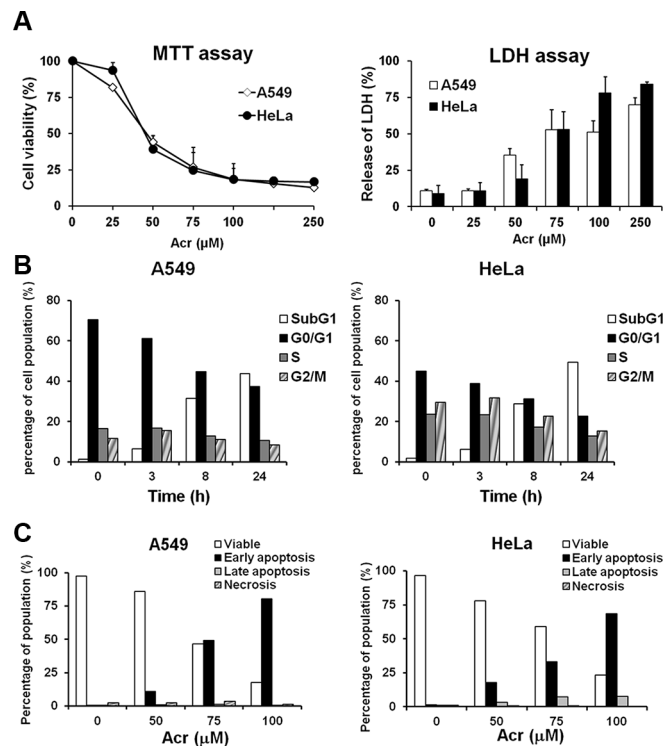 A
MTT assay
Cell viability (%)
100
75
50
25
0
A549
HeLa
0 25 50 75 100 250
Acr (µM)
LDH assay
Release of LDH (%)
100
75
50
25
0
A549
HeLa
0 25 50 75 100 250
Acr (µM)
B
A549
percentage of cell population (%)
80
60
40
20
0
SubG1
G0/G1
S
G2/M
0 3 8 24
Time (h)
HeLa
percentage of cell population (%)
80
60
40
20
0
SubG1
G0/G1
S
G2/M
0 3 8 24
Time (h)
C
A549
Percentage of population (%)
100
75
50
25
0
Viable
Early apoptosis
Late apoptosis
Necrosis
0 50 75 100
Acr (µM)
HeLa
Percentage of population (%)
100
75
50
25
0
Viable
Early apoptosis
Late apoptosis
Necrosis
0 50 75 100
Acr (µM)